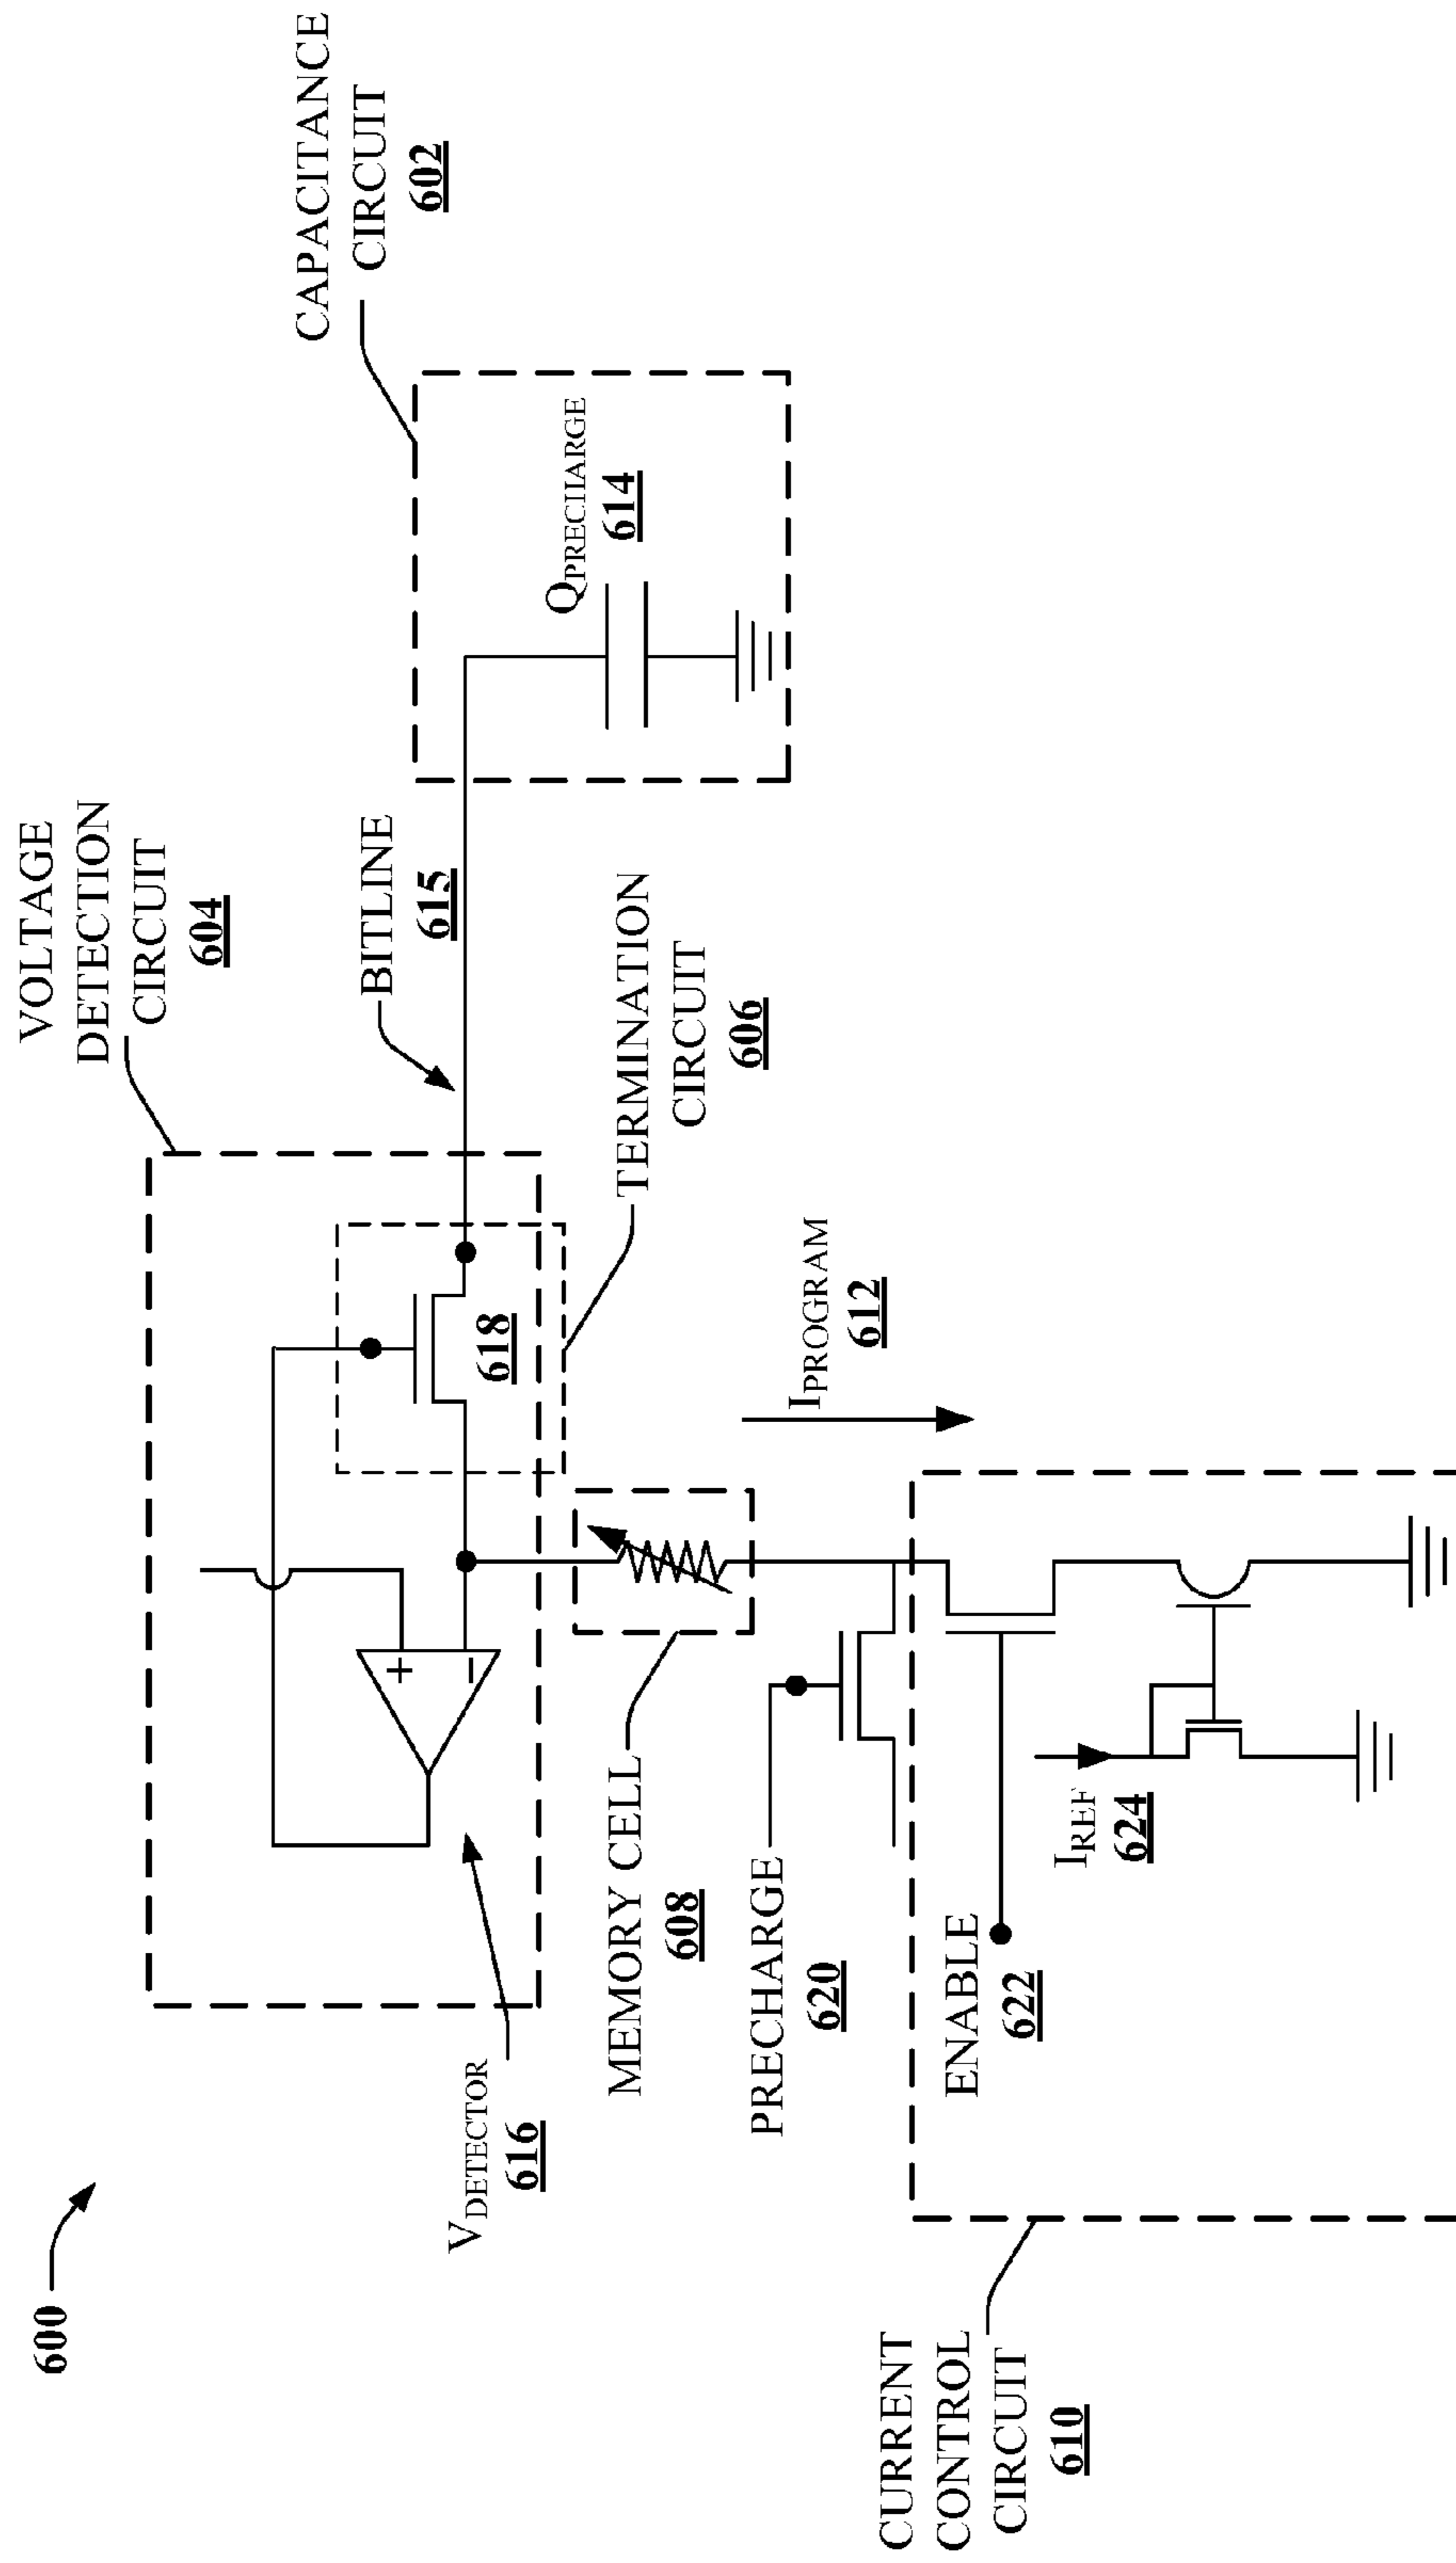 600
VOLTAGE
DETECTION
CIRCUIT
604
CAPACITANCE
CIRCUIT
602
BITLINE
615
+
−
VDETECTOR
616
618
QPRECHARGE
614
MEMORY CELL
608
TERMINATION
CIRCUIT
606
PRECHARGE
620
IPROGRAM
612
CURRENT
CONTROL
CIRCUIT
610
ENABLE
622
IREF
624